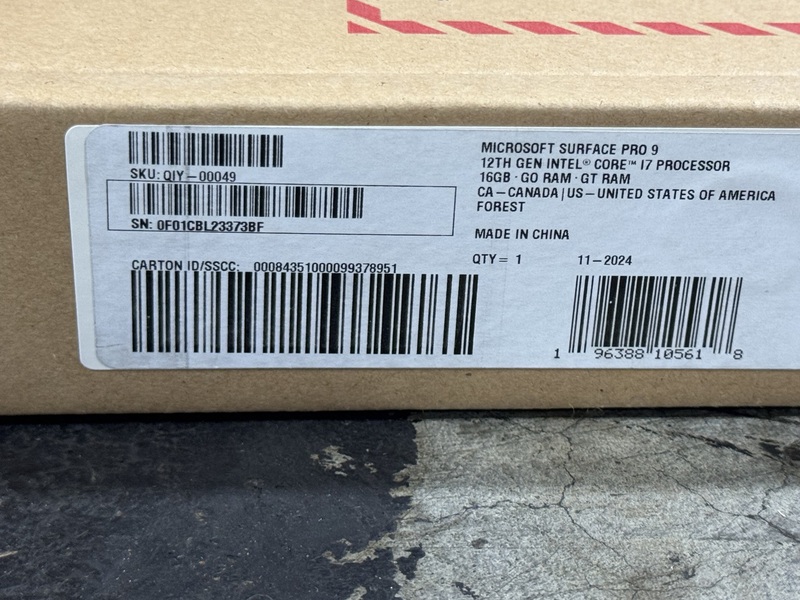 SKU: QIY-00049
SN: 0F01CBL23373BF
CARTON ID/SSCC: 00084351000099378951
MICROSOFT SURFACE PRO 9
12TH GEN INTEL® CORE™ I7 PROCESSOR
16GB · GO RAM · GT RAM
CA-CANADA|US-UNITED STATES OF AMERICA
FOREST
MADE IN CHINA
QTY= 1 11-2024
1 96388 10561 8